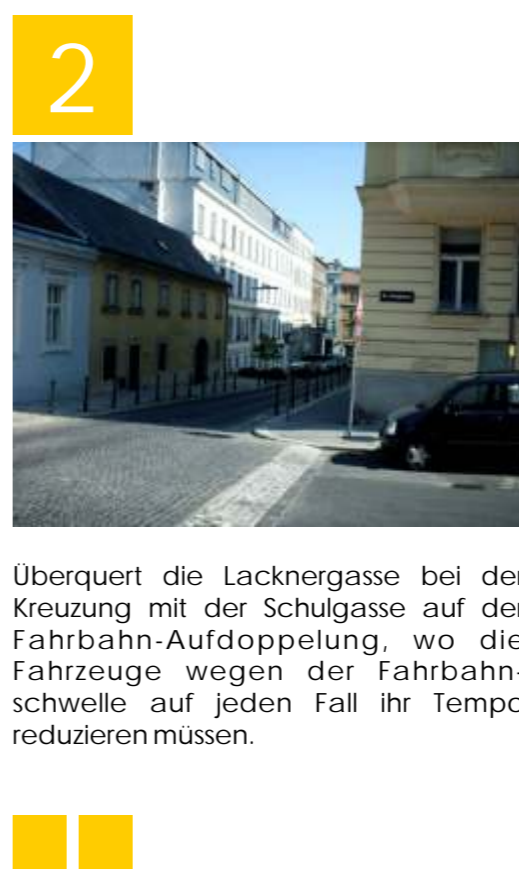 2
Überquert die Lacknergasse bei der
Kreuzung mit der Schulgasse auf der
Fahrbahn-Aufdoppelung, wo die
Fahrzeuge wegen der Fahrbahn-
schwelle auf jeden Fall ihr Tempo
reduzieren müssen.